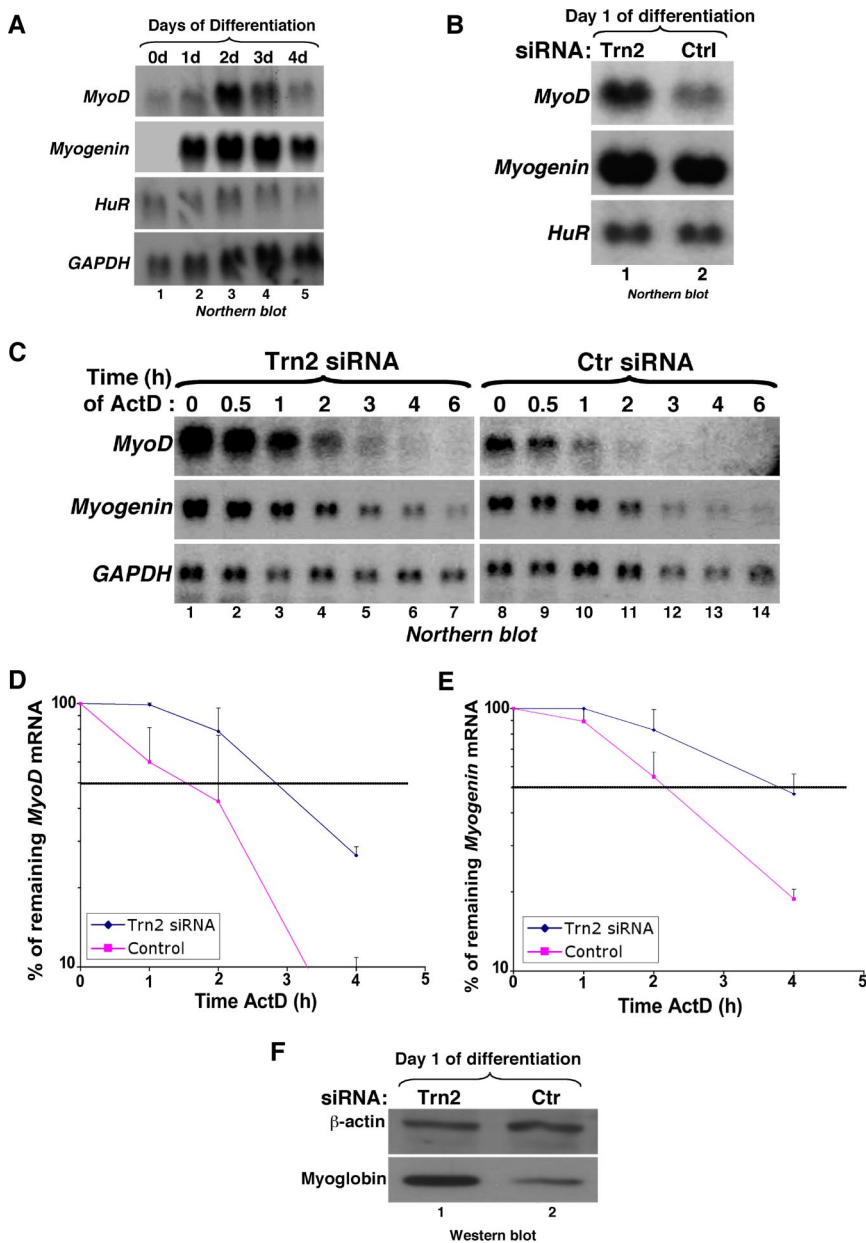 A
Days of Differentiation
0d 1d 2d 3d 4d
MyoD
Myogenin
HuR
GAPDH
1 2 3 4 5
Northern blot
B
Day 1 of differentiation
siRNA: Trn2 Ctrl
MyoD
Myogenin
HuR
1 2
Northern blot
C
Trn2 siRNA Ctr siRNA
Time (h)
of ActD : 0 0.5 1 2 3 4 6 0 0.5 1 2 3 4 6
MyoD
Myogenin
GAPDH
1 2 3 4 5 6 7 8 9 10 11 12 13 14
Northern blot
D
% of remaining MyoD mRNA
100
10
Trn2 siRNA
Control
0 1 2 3 4 5
Time ActD (h)
E
% of remaining Myogenin mRNA
100
10
Trn2 siRNA
Control
0 1 2 3 4 5
Time ActD (h)
F
Day 1 of differentiation
siRNA: Trn2 Ctr
β-actin
Myoglobin
1 2
Western blot